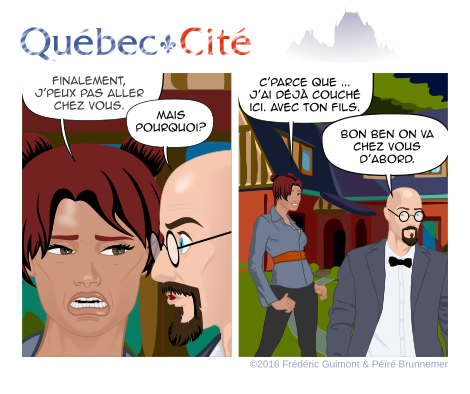 Québec⚜Cité
FINALEMENT,
J'PEUX PAS ALLER
CHEZ VOUS.
MAIS
POURQUOI?
C'PARCE QUE ...
J'AI DÉJÀ COUCHÉ
ICI. AVEC TON FILS.
BON BEN ON VA
CHEZ VOUS
D'ABORD.
©2016 Frédéric Guimont & Péïré Brunnemer